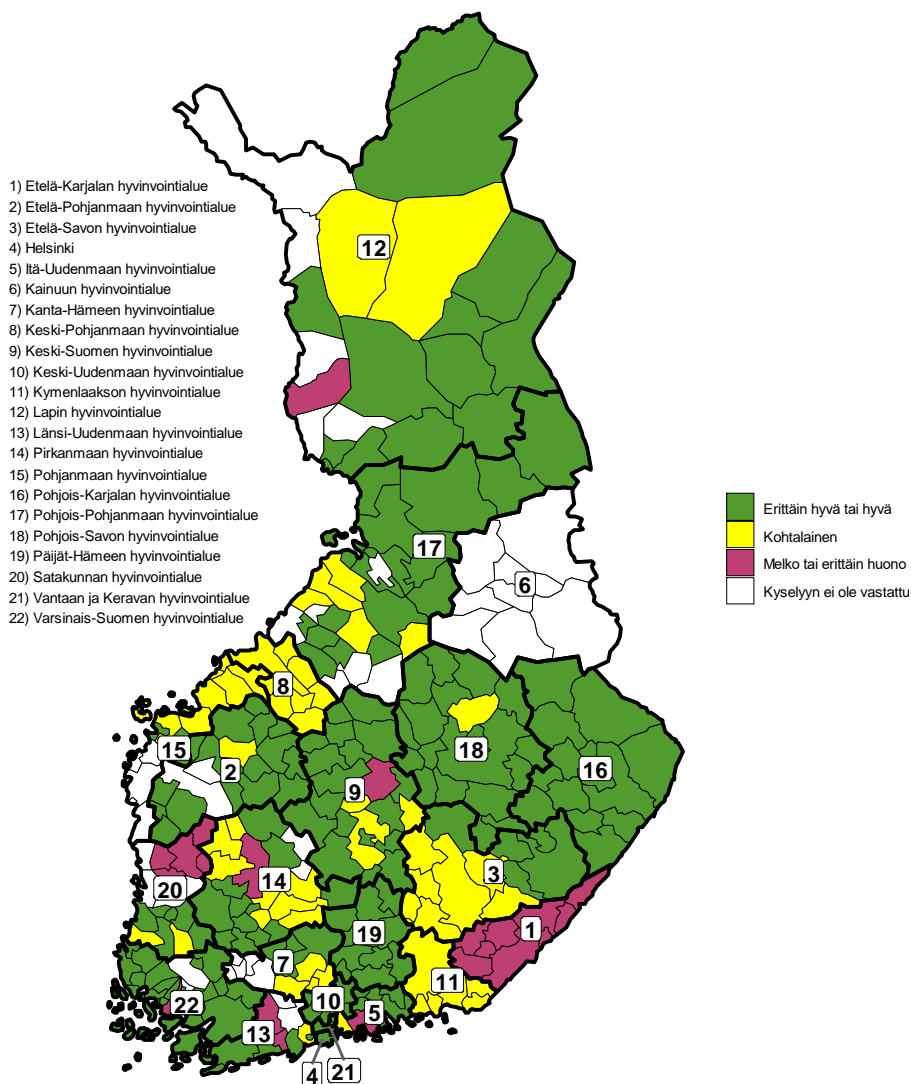 1) Etelä-Karjalan hyvinvointialue
2) Etelä-Pohjanmaan hyvinvointialue
3) Etelä-Savon hyvinvointialue
4) Helsinki
5) Itä-Uudenmaan hyvinvointialue
6) Kainuun hyvinvointialue
7) Kanta-Hämeen hyvinvointialue
8) Keski-Pohjanmaan hyvinvointialue
9) Keski-Suomen hyvinvointialue
10) Keski-Uudenmaan hyvinvointialue
11) Kymenlaakson hyvinvointialue
12) Lapin hyvinvointialue
13) Länsi-Uudenmaan hyvinvointialue
14) Pirkanmaan hyvinvointialue
15) Pohjanmaan hyvinvointialue
16) Pohjois-Karjalan hyvinvointialue
17) Pohjois-Pohjanmaan hyvinvointialue
18) Pohjois-Savon hyvinvointialue
19) Päijät-Hämeen hyvinvointialue
20) Satakunnan hyvinvointialue
21) Vantaan ja Keravan hyvinvointialue
22) Varsinais-Suomen hyvinvointialue
Erittäin hyvä tai hyvä
Kohtalainen
Melko tai erittäin huono
Kyselyyn ei ole vastattu
12
17
6
8
15
18
2
16
9
3
14
20
1
19
7
11
10
22
5
13
4
21